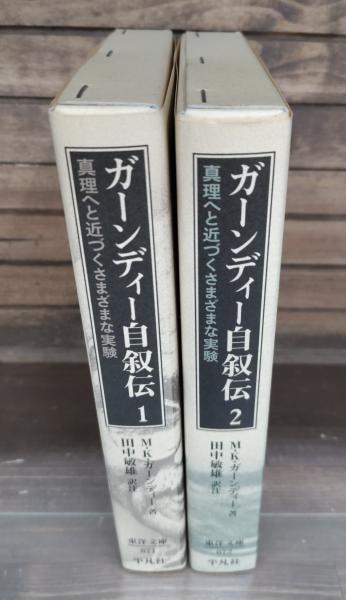 ガーンディー自叙伝 1
真理へと近づくさまざまな実験
M・K・ガーンディー 著
田中敏雄 訳注
東洋文庫
671
平凡社
ガーンディー自叙伝 2
真理へと近づくさまざまな実験
M・K・ガーンディー 著
田中敏雄 訳注
東洋文庫
672
平凡社